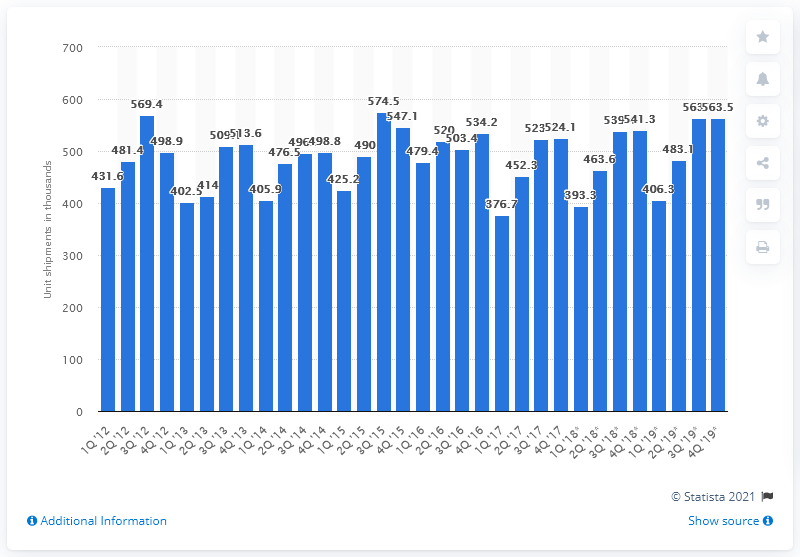 700
600
500
400
300
200
100
0
Unit shipments in thousands
431.6
481.4
569.4
498.9
402.5
414
509.1
513.6
405.9
476.5
496
498.8
425.2
490
574.5
547.1
479.4
520
503.4
534.2
376.7
452.3
523
524.1
393.3
463.6
539
541.3
406.3
483.1
563
563.5
1Q '12
2Q '12
3Q '12
4Q '12
1Q '13
2Q '13
3Q '13
4Q '13
1Q '14
2Q '14
3Q '14
4Q '14
1Q '15
2Q '15
3Q '15
4Q '15
1Q '16
2Q '16
3Q '16
4Q '16
1Q '17
2Q '17
3Q '17
4Q '17
1Q '18*
2Q '18*
3Q '18*
4Q '18*
1Q '19*
2Q '19*
3Q '19*
4Q '19*
© Statista 2021
Additional Information
Show source